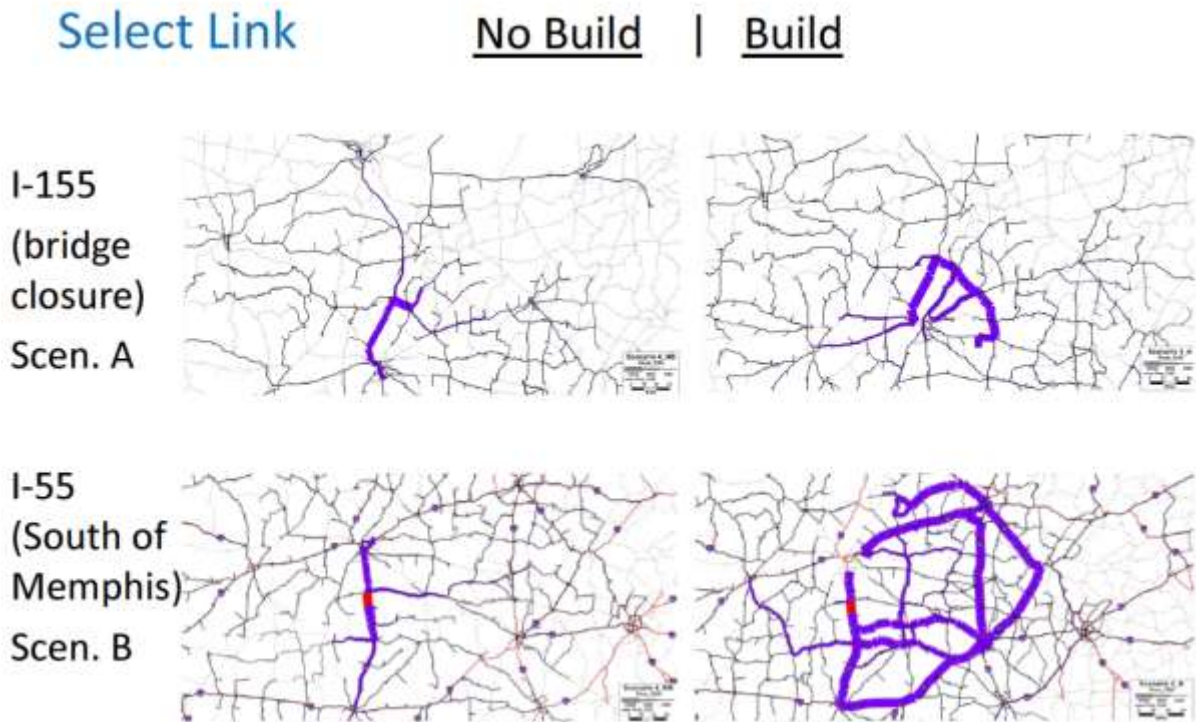 Select Link
No Build | Build
I-155
(bridge
closure)
Scen. A
I-55
(South of
Memphis)
Scen. B